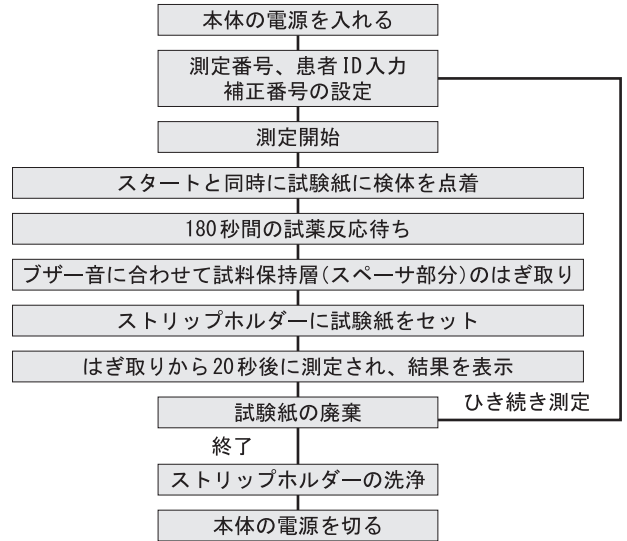 本体の電源を入れる
測定番号、患者ID入力
補正番号の設定
測定開始
スタートと同時に試験紙に検体を点着
180秒間の試薬反応待ち
ブザー音に合わせて試料保持層(スペーサ部分)のはぎ取り
ストリップホルダーに試験紙をセット
はぎ取りから20秒後に測定され、結果を表示
試験紙の廃棄
ひき続き測定
終了
ストリップホルダーの洗浄
本体の電源を切る